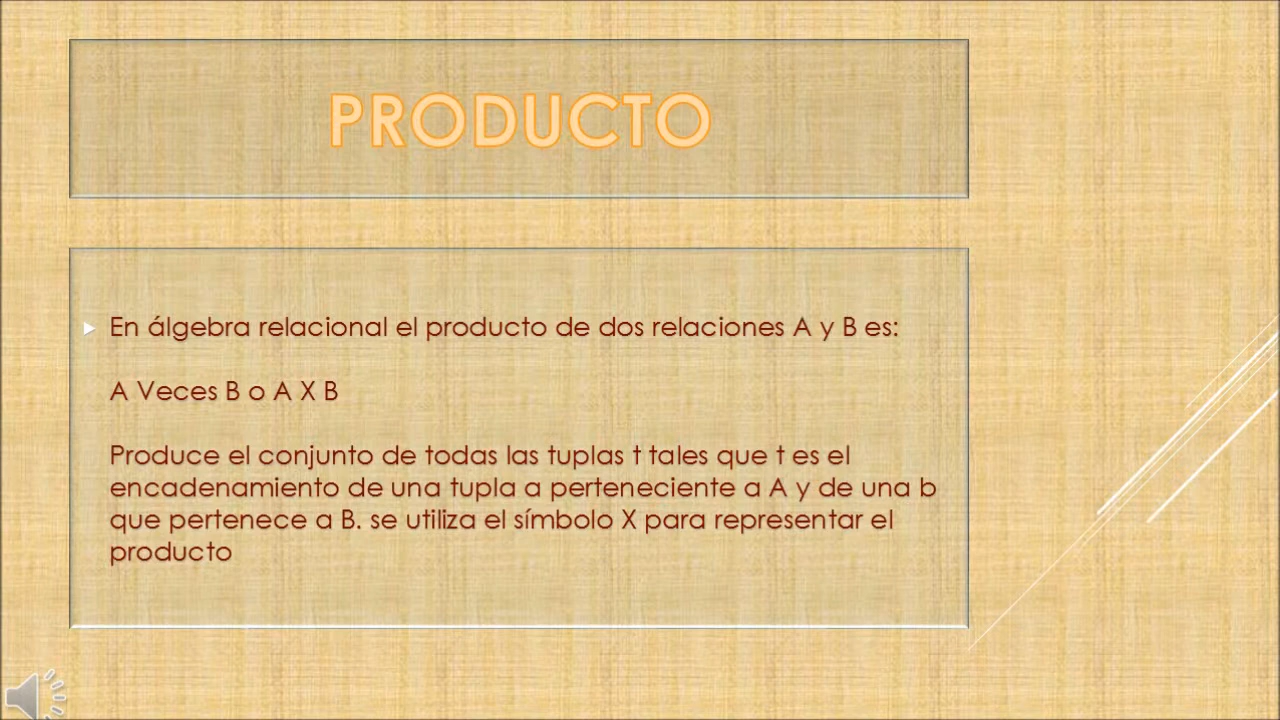 PRODUCTO
En álgebra relacional el producto de dos relaciones A y B es:
A Veces B o A X B
Produce el conjunto de todas las tuplas t tales que t es el
encadenamiento de una tupla a perteneciente a A y de una b
que pertenece a B. se utiliza el símbolo X para representar el
producto